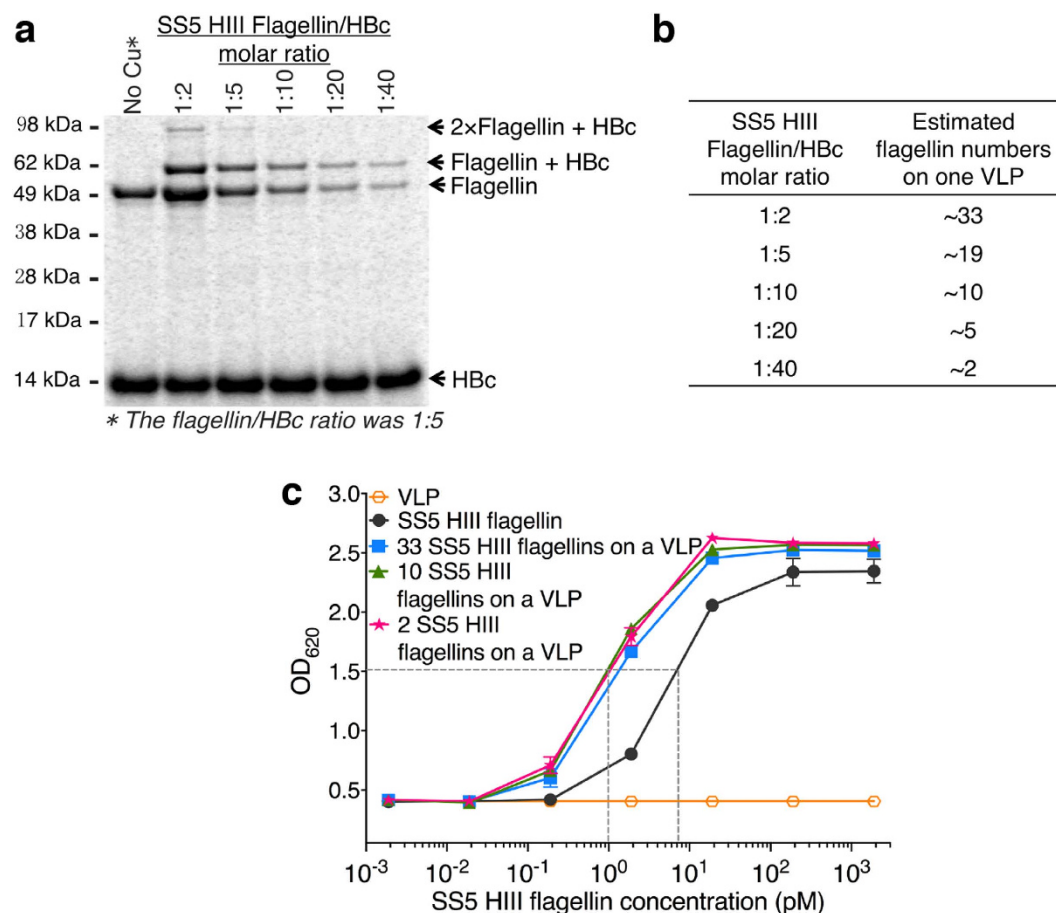 a
SS5 HIII Flagellin/HBc
molar ratio
No Cu*
1:2
1:5
1:10
1:20
1:40
98 kDa
2×Flagellin + HBc
62 kDa
Flagellin + HBc
49 kDa
Flagellin
38 kDa
28 kDa
17 kDa
14 kDa
HBc
* The flagellin/HBc ratio was 1:5
b
SS5 HIII Estimated
Flagellin/HBc flagellin numbers
molar ratio on one VLP
1:2 ~33
1:5 ~19
1:10 ~10
1:20 ~5
1:40 ~2
c
VLP
SS5 HIII flagellin
33 SS5 HIII flagellins on a VLP
10 SS5 HIII
flagellins on a VLP
2 SS5 HIII
flagellins on a VLP
3.0
2.5
2.0
1.5
1.0
0.5
OD₆₂₀
10⁻³ 10⁻² 10⁻¹ 10⁰ 10¹ 10² 10³
SS5 HIII flagellin concentration (pM)